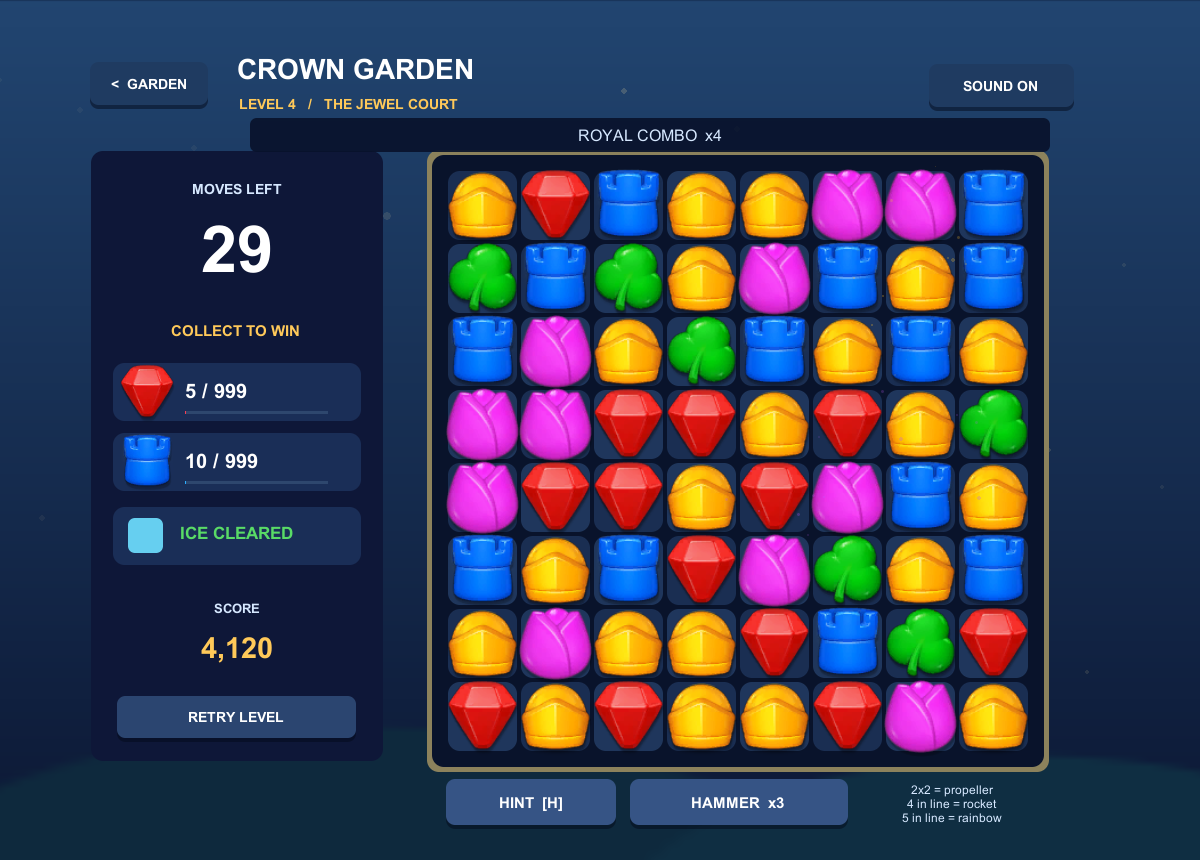 < GARDEN
CROWN GARDEN
LEVEL 4 / THE JEWEL COURT
SOUND ON
ROYAL COMBO x4
MOVES LEFT
29
COLLECT TO WIN
5 / 999
10 / 999
ICE CLEARED
SCORE
4,120
RETRY LEVEL
HINT [H]
HAMMER x3
2x2 = propeller
4 in line = rocket
5 in line = rainbow